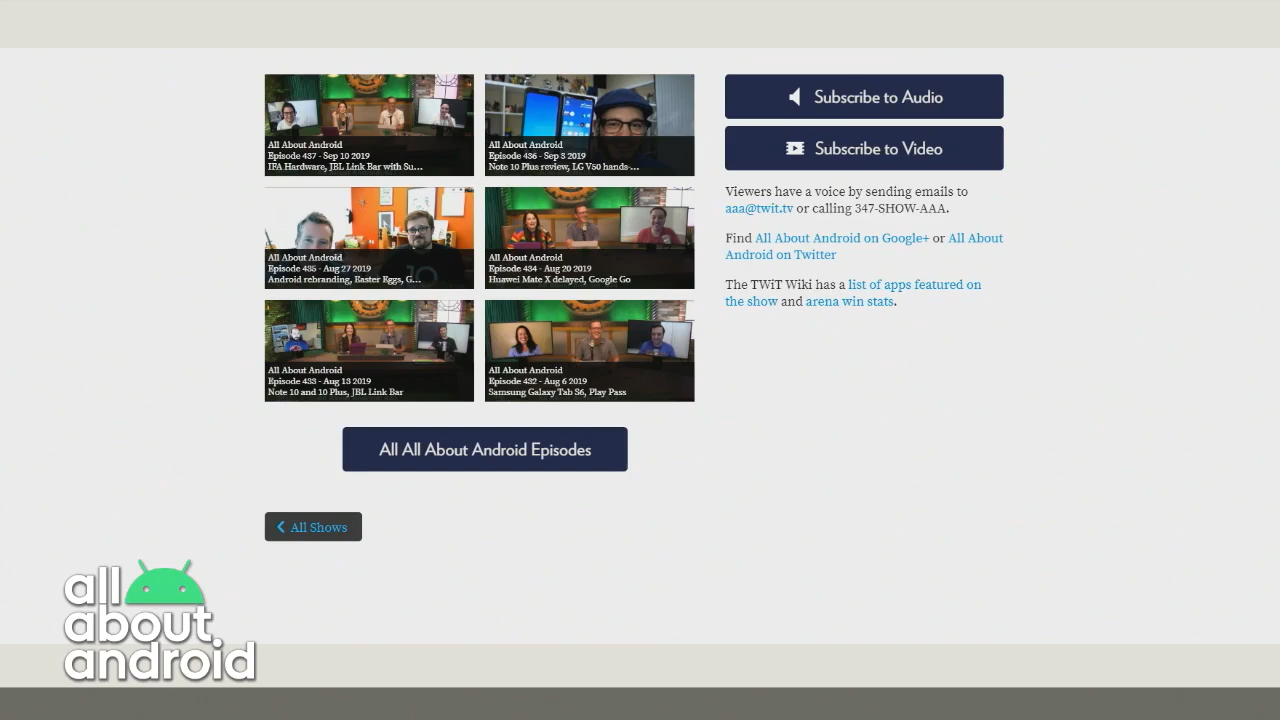 All About Android
Episode 437 - Sep 10 2019
IFA Hardware, JBL Link Bar with Su...
All About Android
Episode 436 - Sep 3 2019
Note 10 Plus review, LG V50 hands-...
All About Android
Episode 435 - Aug 27 2019
Android rebranding, Easter Eggs, G...
All About Android
Episode 434 - Aug 20 2019
Huawei Mate X delayed, Google Go
All About Android
Episode 433 - Aug 13 2019
Note 10 and 10 Plus, JBL Link Bar
All About Android
Episode 432 - Aug 6 2019
Samsung Galaxy Tab S6, Play Pass
All All About Android Episodes
All Shows
Subscribe to Audio
Subscribe to Video
Viewers have a voice by sending emails to
aaa@twit.tv or calling 347-SHOW-AAA.
Find All About Android on Google+ or All About
Android on Twitter
The TWiT Wiki has a list of apps featured on
the show and arena win stats.
all
about
android